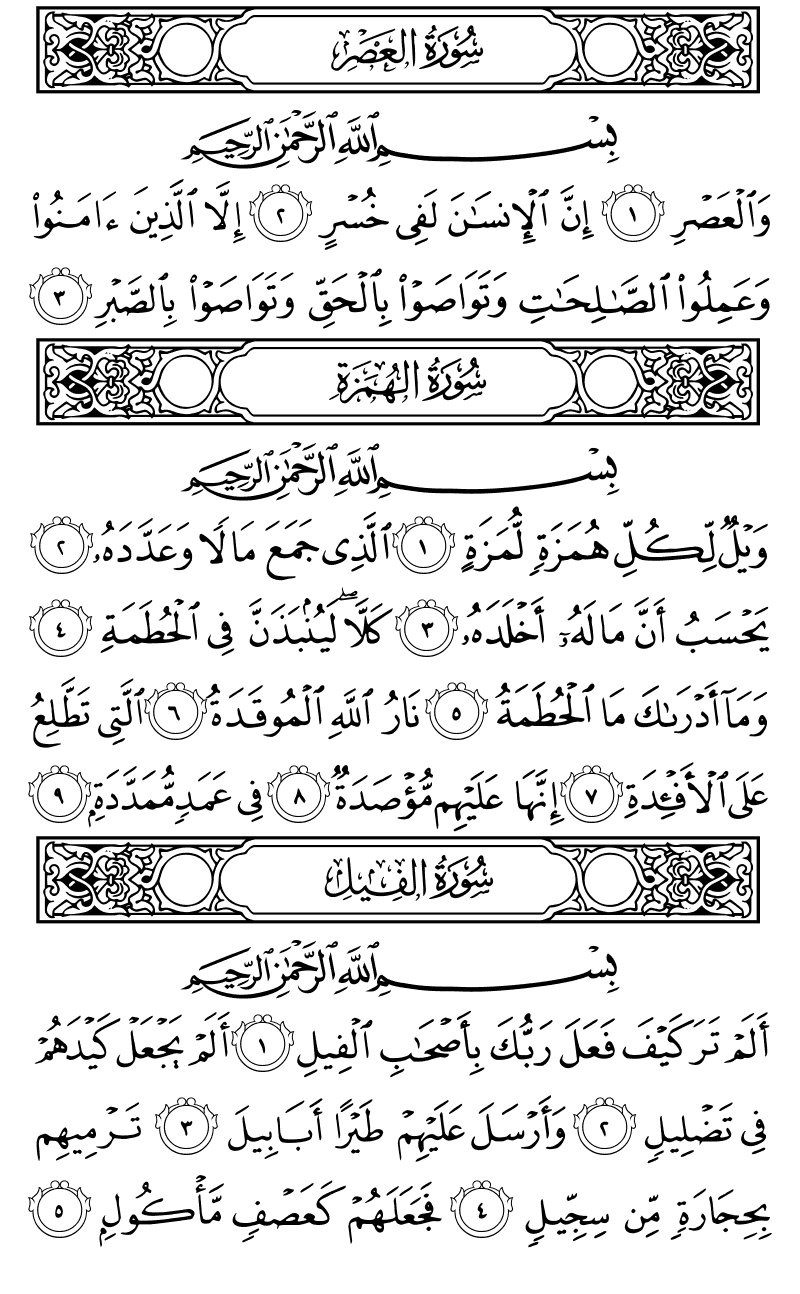 سُورَةُ العَصْرِ
بِسْمِ ٱللَّهِ ٱلرَّحْمَٰنِ ٱلرَّحِيمِ
وَٱلْعَصْرِ ١ إِنَّ ٱلْإِنسَٰنَ لَفِى خُسْرٍ ٢ إِلَّا ٱلَّذِينَ ءَامَنُوا۟
وَعَمِلُوا۟ ٱلصَّٰلِحَٰتِ وَتَوَاصَوْا۟ بِٱلْحَقِّ وَتَوَاصَوْا۟ بِٱلصَّبْرِ ٣
سُورَةُ الهُمَزَةِ
بِسْمِ ٱللَّهِ ٱلرَّحْمَٰنِ ٱلرَّحِيمِ
وَيْلٌ لِّكُلِّ هُمَزَةٍ لُّمَزَةٍ ١ ٱلَّذِى جَمَعَ مَالًا وَعَدَّدَهُۥ ٢
يَحْسَبُ أَنَّ مَالَهُۥٓ أَخْلَدَهُۥ ٣ كَلَّا ۖ لَيُنۢبَذَنَّ فِى ٱلْحُطَمَةِ ٤
وَمَآ أَدْرَىٰكَ مَا ٱلْحُطَمَةُ ٥ نَارُ ٱللَّهِ ٱلْمُوقَدَةُ ٦ ٱلَّتِى تَطَّلِعُ
عَلَى ٱلْأَفْـِٔدَةِ ٧ إِنَّهَا عَلَيْهِم مُّؤْصَدَةٌ ٨ فِى عَمَدٍ مُّمَدَّدَةٍۭ ٩
سُورَةُ الفِيلِ
بِسْمِ ٱللَّهِ ٱلرَّحْمَٰنِ ٱلرَّحِيمِ
أَلَمْ تَرَ كَيْفَ فَعَلَ رَبُّكَ بِأَصْحَٰبِ ٱلْفِيلِ ١ أَلَمْ يَجْعَلْ كَيْدَهُمْ
فِى تَضْلِيلٍ ٢ وَأَرْسَلَ عَلَيْهِمْ طَيْرًا أَبَابِيلَ ٣ تَرْمِيهِم
بِحِجَارَةٍ مِّن سِجِّيلٍ ٤ فَجَعَلَهُمْ كَعَصْفٍ مَّأْكُولٍۭ ٥